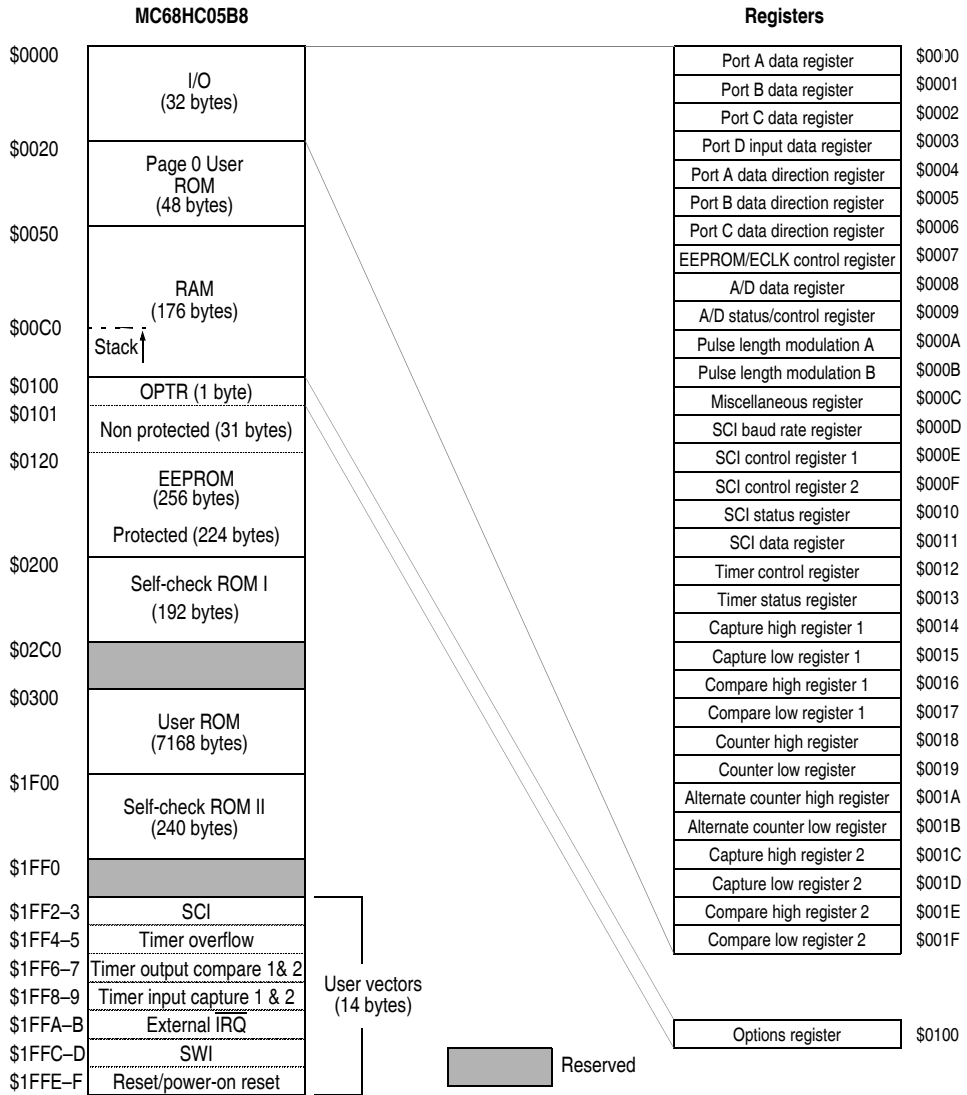 MC68HC05B8
$0000
I/O
(32 bytes)
$0020
Page 0 User
ROM
(48 bytes)
$0050
RAM
(176 bytes)
$00C0
Stack
$0100
OPTR (1 byte)
$0101
Non protected (31 bytes)
$0120
EEPROM
(256 bytes)
Protected (224 bytes)
$0200
Self-check ROM I
(192 bytes)
$02C0
$0300
User ROM
(7168 bytes)
$1F00
Self-check ROM II
(240 bytes)
$1FF0
$1FF2–3 SCI
$1FF4–5 Timer overflow
$1FF6–7 Timer output compare 1& 2
$1FF8–9 Timer input capture 1 & 2
$1FFA–B External IRQ
$1FFC–D SWI
$1FFE–F Reset/power-on reset
User vectors
(14 bytes)
Reserved
Registers
Port A data register $0000
Port B data register $0001
Port C data register $0002
Port D input data register $0003
Port A data direction register $0004
Port B data direction register $0005
Port C data direction register $0006
EEPROM/ECLK control register $0007
A/D data register $0008
A/D status/control register $0009
Pulse length modulation A $000A
Pulse length modulation B $000B
Miscellaneous register $000C
SCI baud rate register $000D
SCI control register 1 $000E
SCI control register 2 $000F
SCI status register $0010
SCI data register $0011
Timer control register $0012
Timer status register $0013
Capture high register 1 $0014
Capture low register 1 $0015
Compare high register 1 $0016
Compare low register 1 $0017
Counter high register $0018
Counter low register $0019
Alternate counter high register $001A
Alternate counter low register $001B
Capture high register 2 $001C
Capture low register 2 $001D
Compare high register 2 $001E
Compare low register 2 $001F
Options register $0100